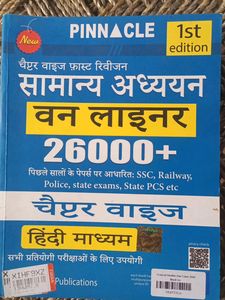 PINNACLE
New
1st
edition
चैप्टर वाइज फ़ास्ट रिवीजन
सामान्य अध्ययन
वन लाइनर
26000+
पिछले सालों के पेपर्स पर आधारित: SSC, Railway,
Police, state exams, State PCS etc
चैप्टर वाइज
हिंदी माध्यम
सभी प्रतियोगी परीक्षाओं के लिए उपयोगी
X1HF9XZ
Publications